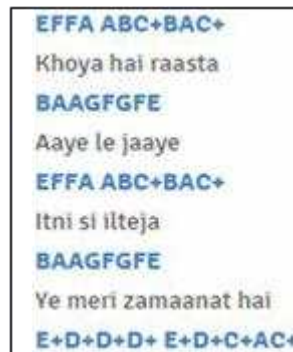 EFFA ABC+BAC+
Khoya hai raasta
BAAGFGFE
Aaye le jaaye
EFFA ABC+BAC+
Itni si ilteja
BAAGFGFE
Ye meri zamaanat hai
E+D+D+D+ E+D+C+AC+